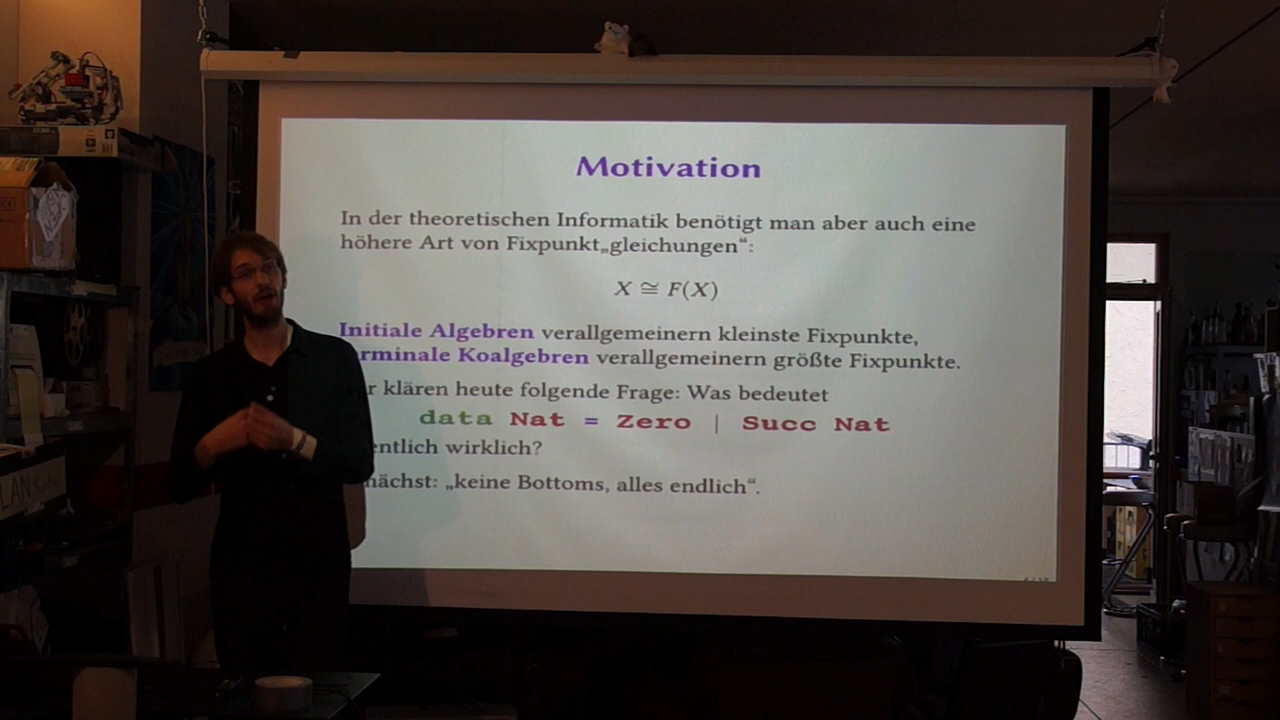 Motivation
In der theoretischen Informatik benötigt man aber auch eine
höhere Art von Fixpunkt„gleichungen“:
X ≅ F(X)
Initiale Algebren verallgemeinern kleinste Fixpunkte,
erminale Koalgebren verallgemeinern größte Fixpunkte.
r klären heute folgende Frage: Was bedeutet
data Nat = Zero | Succ Nat
entlich wirklich?
nächst: „keine Bottoms, alles endlich“.
LAN